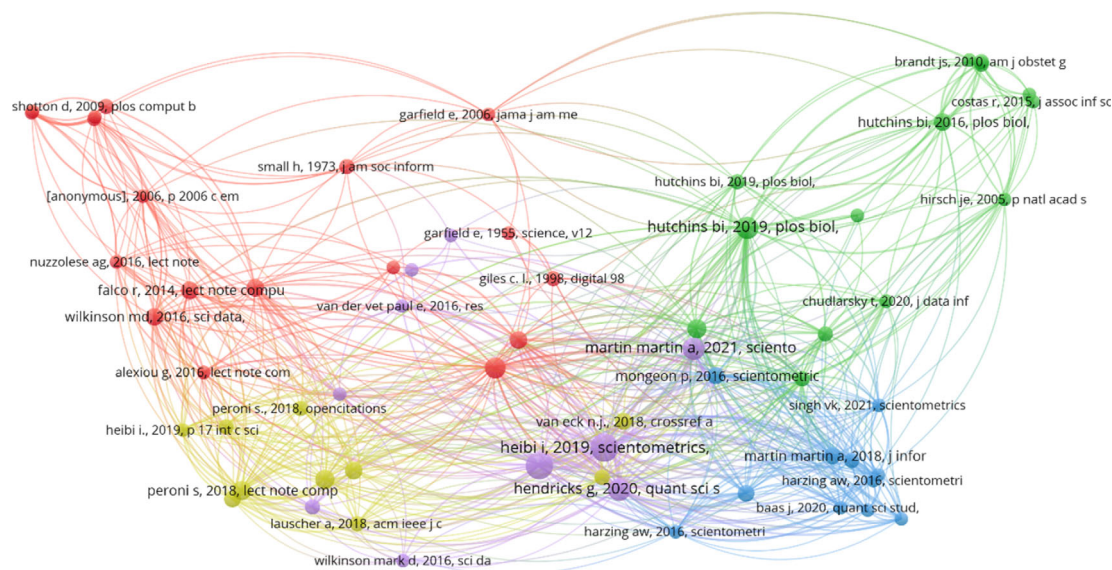 brandt js, 2010, am j obstet g
shotton d, 2009, plos comput b
costas r, 2015, j assoc inf sc
garfield e, 2006, jama j am me
hutchins bi, 2016, plos biol,
small h, 1973, j am soc inform
hutchins bi, 2019, plos biol,
[anonymous], 2006, p 2006 c em
hirsch je, 2005, p natl acad s
hutchins bi, 2019, plos biol,
garfield e, 1955, science, v12
nuzzolese ag, 2016, lect note
giles c. l., 1998, digital 98
falco r, 2014, lect note compu
chudlarsky t, 2020, j data inf
van der vet paul e, 2016, res
wilkinson md, 2016, sci data,
martin martin a, 2021, sciento
alexiou g, 2016, lect note com
mongeon p, 2016, scientometric
singh vk, 2021, scientometrics
peroni s., 2018, opencitations
van eck n.j., 2018, crossref a
heibi i., 2019, p 17 int c sci
heibi i, 2019, scientometrics,
martin martin a, 2018, j infor
harzing aw, 2016, scientometri
hendricks g, 2020, quant sci s
peroni s, 2018, lect note comp
baas j, 2020, quant sci stud,
lauscher a, 2018, acm ieee j c
harzing aw, 2016, scientometri
wilkinson mark d, 2016, sci da